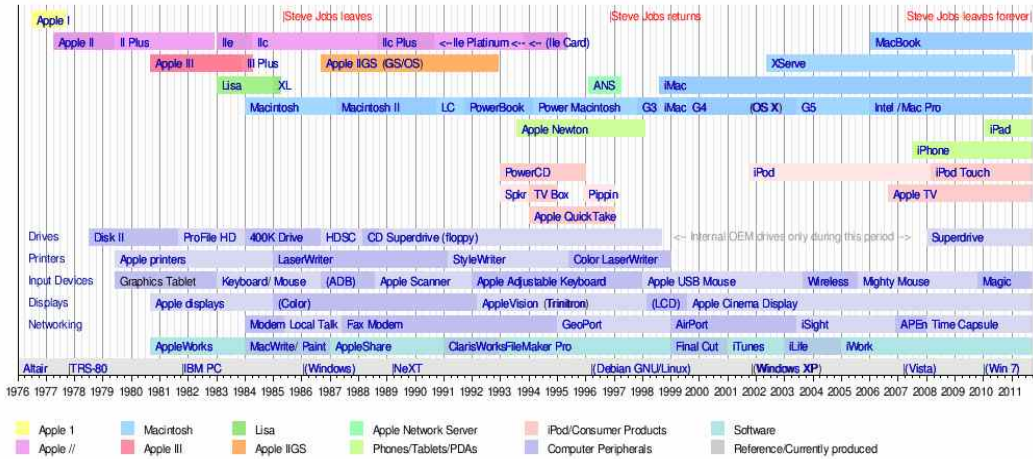 Apple I Steve Jobs leaves Steve Jobs returns Steve Jobs leaves forever
Apple II II Plus IIe IIc IIc Plus <--IIe Platinum <-- <-- (IIe Card) MacBook
Apple III III Plus Apple IIGS (GS/OS) XServe
Lisa XL ANS iMac
Macintosh Macintosh II LC PowerBook Power Macintosh G3 iMac G4 (OS X) G5 Intel /Mac Pro
Apple Newton iPad
iPhone
PowerCD iPod iPod Touch
Spkr TV Box Pippin Apple TV
Apple QuickTake
Drives Disk II ProFile HD 400K Drive HDSC CD Superdrive (floppy) <-- Internal OEM drives only during this period --> Superdrive
Printers Apple printers LaserWriter StyleWriter Color LaserWriter
Input Devices Graphics Tablet Keyboard/ Mouse (ADB) Apple Scanner Apple Adjustable Keyboard Apple USB Mouse Wireless Mighty Mouse Magic
Displays Apple displays (Color) AppleVision (Trinitron) (LCD) Apple Cinema Display
Networking Modem Local Talk Fax Modem GeoPort AirPort iSight APEn Time Capsule
AppleWorks MacWrite/ Paint AppleShare ClarisWorks FileMaker Pro Final Cut iTunes iLife iWork
Altair TRS-80 IBM PC (Windows) NeXT (Debian GNU/Linux) (Windows XP) (Vista) (Win 7)
1976 1977 1978 1979 1980 1981 1982 1983 1984 1985 1986 1987 1988 1989 1990 1991 1992 1993 1994 1995 1996 1997 1998 1999 2000 2001 2002 2003 2004 2005 2006 2007 2008 2009 2010 2011
Apple 1 Macintosh Lisa Apple Network Server iPod/Consumer Products Software
Apple // Apple III Apple IIGS Phones/Tablets/PDAs Computer Peripherals Reference/Currently produced